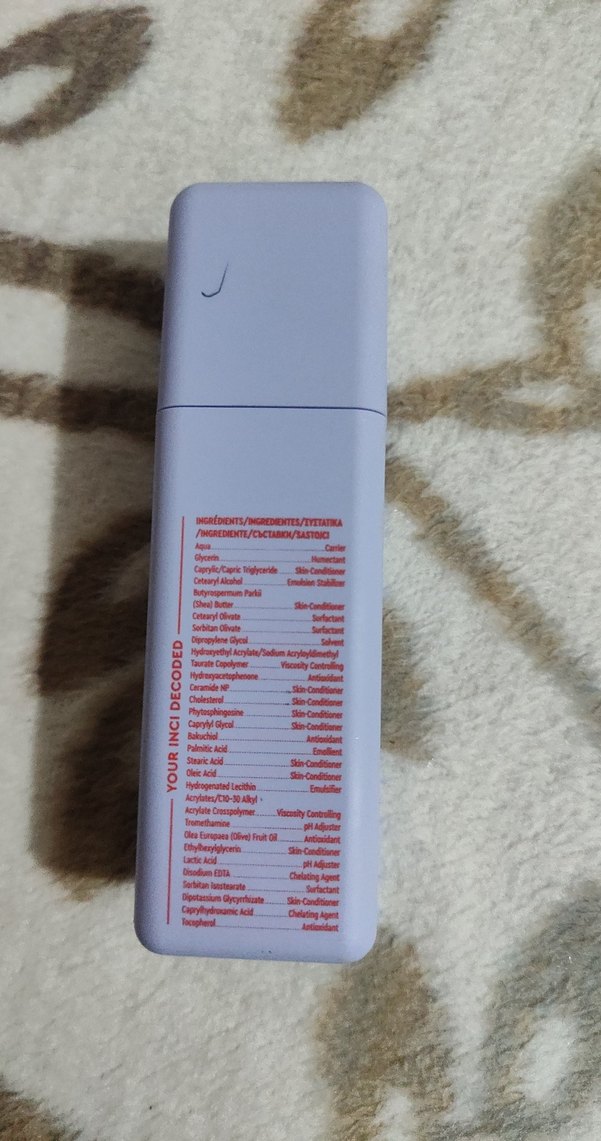 INGRÉDIENTS/INGREDIENTES/ΣΥΣΤΑΤΙΚΑ
/INGREDIENTE/СЪСТАВКИ/SASTOJCI
Aqua Carrier
Glycerin Humectant
Caprylic/Capric Triglyceride Skin-Conditioner
Cetearyl Alcohol Emulsion Stabilizer
Butyrospermum Parkii
(Shea) Butter Skin-Conditioner
Cetearyl Olivate Surfactant
Sorbitan Olivate Surfactant
Dipropylene Glycol Solvent
Hydroxyethyl Acrylate/Sodium Acryloyldimethyl
Taurate Copolymer Viscosity Controlling
Hydroxyacetophenone Antioxidant
Ceramide NP Skin-Conditioner
Cholesterol Skin-Conditioner
Phytosphingosine Skin-Conditioner
Caprylyl Glycol Skin-Conditioner
Bakuchiol Antioxidant
Palmitic Acid Emollient
Stearic Acid Skin-Conditioner
Oleic Acid Skin-Conditioner
Hydrogenated Lecithin Emulsifier
Acrylates/C10-30 Alkyl
Acrylate Crosspolymer Viscosity Controlling
Tromethamine pH Adjuster
Olea Europaea (Olive) Fruit Oil Antioxidant
Ethylhexylglycerin Skin-Conditioner
Lactic Acid pH Adjuster
Disodium EDTA Chelating Agent
Sorbitan Isostearate Surfactant
Dipotassium Glycyrrhizate Skin-Conditioner
Caprylhydroxamic Acid Chelating Agent
Tocopherol Antioxidant
YOUR INCI DECODED